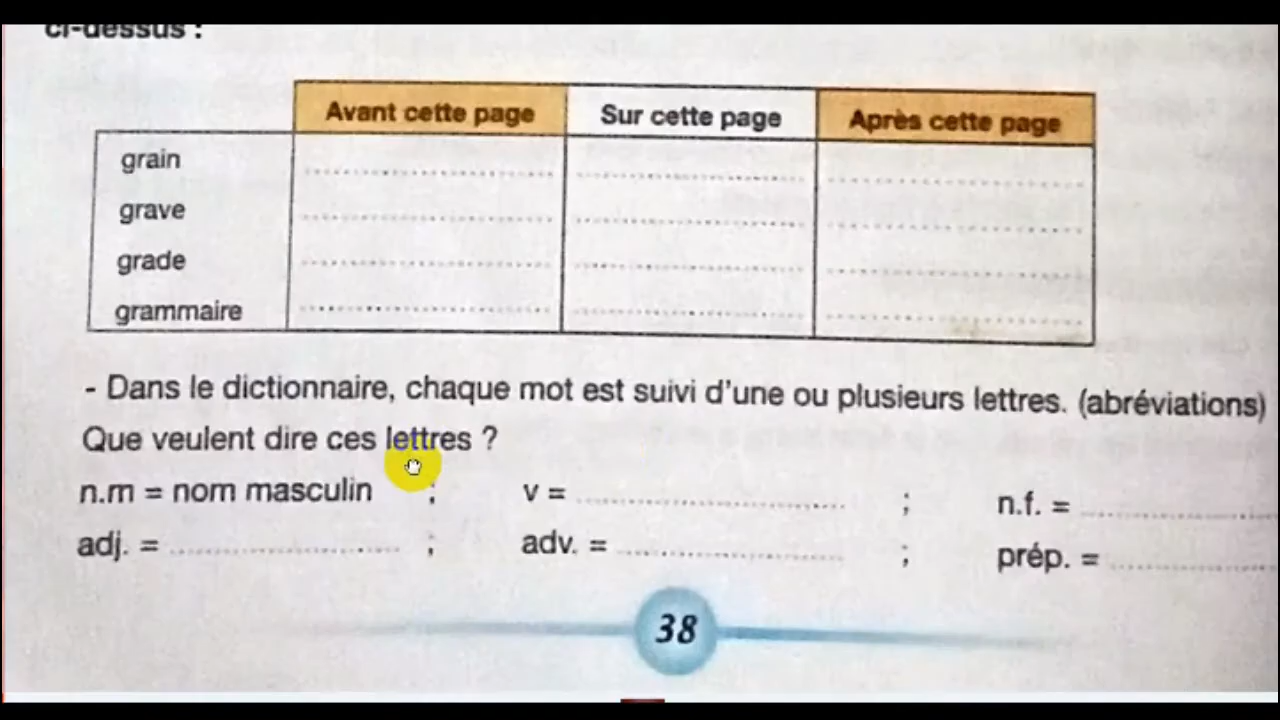 ci-dessus :
Avant cette page Sur cette page Après cette page
grain
grave
grade
grammaire
- Dans le dictionnaire, chaque mot est suivi d'une ou plusieurs lettres. (abréviations)
Que veulent dire ces lettres ?
n.m = nom masculin ; v = .............................. ; n.f. = ......................
adj. = .......................... ; adv. = .......................... ; prép. = ..................
38